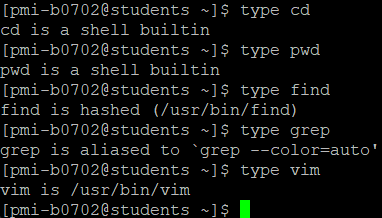 [pmi-b0702@students ~]$ type cd
cd is a shell builtin
[pmi-b0702@students ~]$ type pwd
pwd is a shell builtin
[pmi-b0702@students ~]$ type find
find is hashed (/usr/bin/find)
[pmi-b0702@students ~]$ type grep
grep is aliased to `grep --color=auto'
[pmi-b0702@students ~]$ type vim
vim is /usr/bin/vim
[pmi-b0702@students ~]$